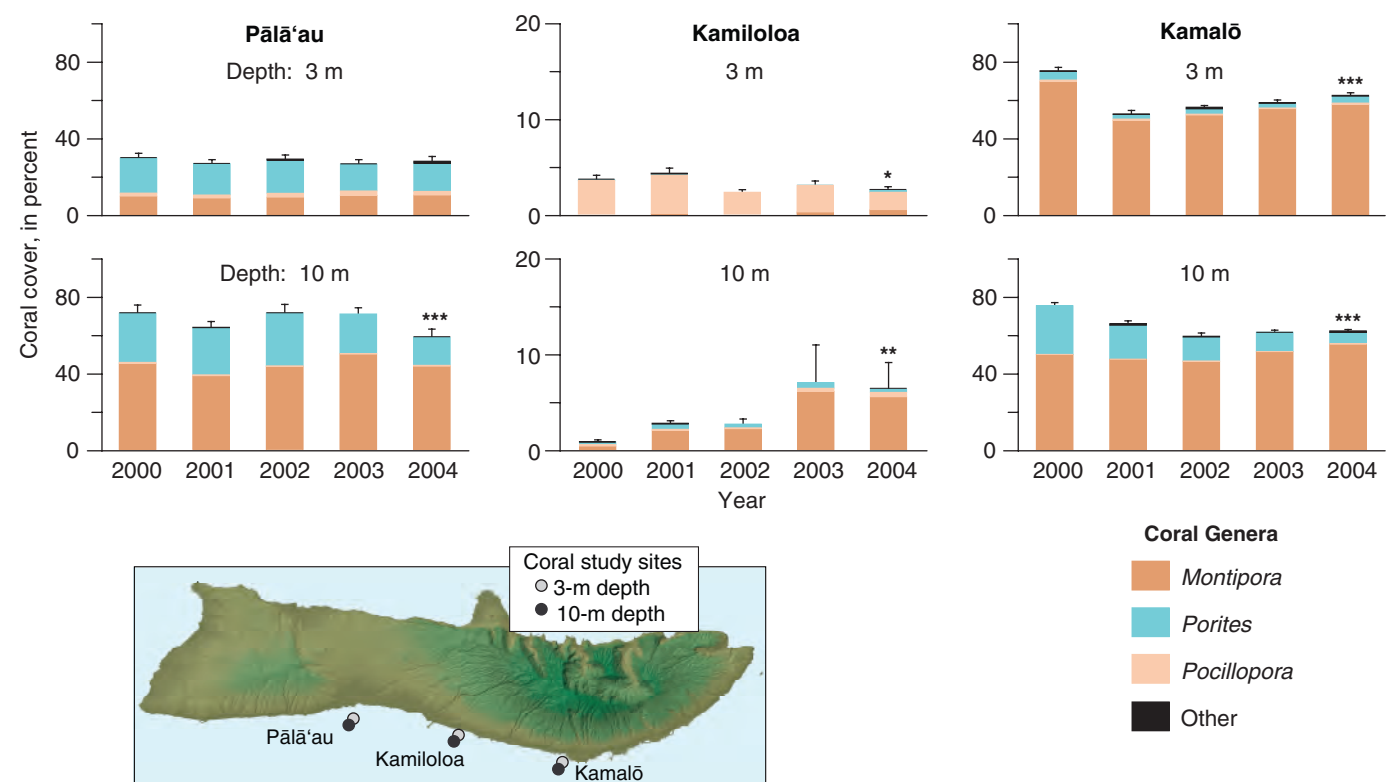 Coral cover, in percent
Pālā‘au
Depth: 3 m
80
40
0
Kamiloloa
3 m
20
10
0
*
Kamalō
3 m
80
40
0
***
Depth: 10 m
80
40
0
***
2000 2001 2002 2003 2004
10 m
20
10
0
**
2000 2001 2002 2003 2004
Year
10 m
80
40
0
***
2000 2001 2002 2003 2004
Coral study sites
3-m depth
10-m depth
Pālā‘au
Kamiloloa
Kamalō
Coral Genera
Montipora
Porites
Pocillopora
Other